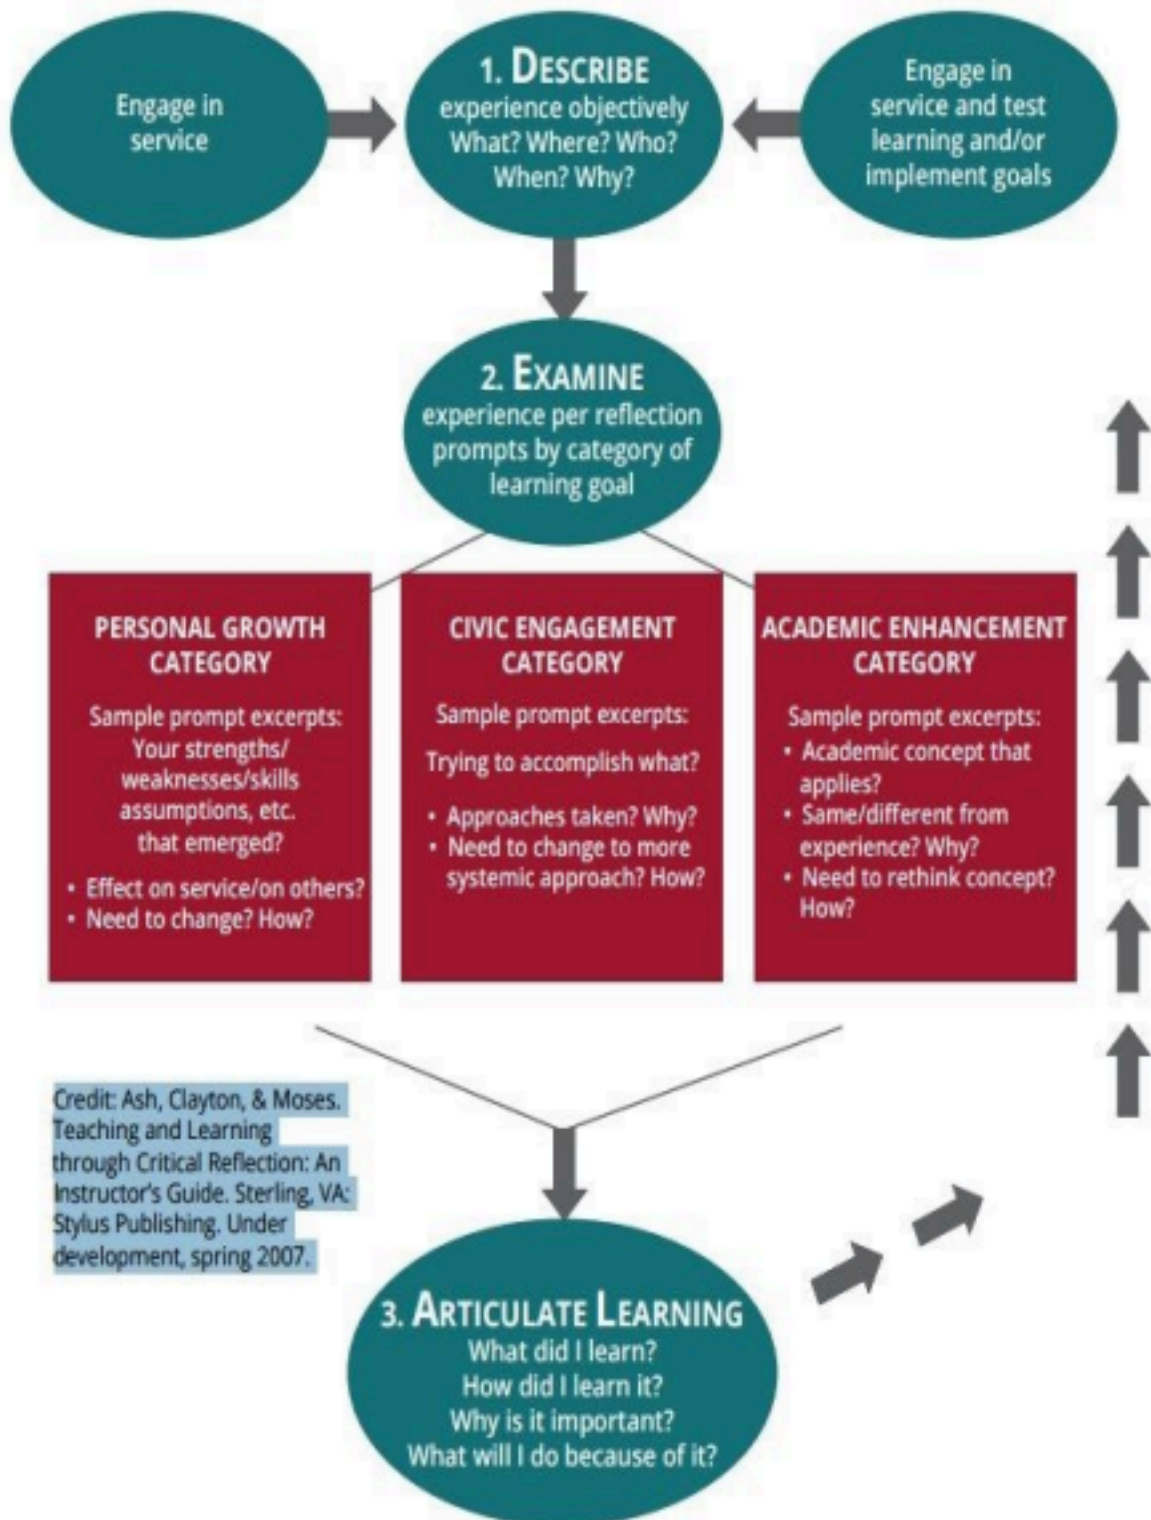 Engage in
service
1. DESCRIBE
experience objectively
What? Where? Who?
When? Why?
Engage in
service and test
learning and/or
implement goals
2. EXAMINE
experience per reflection
prompts by category of
learning goal
PERSONAL GROWTH
CATEGORY
Sample prompt excerpts:
Your strengths/
weaknesses/skills
assumptions, etc.
that emerged?
• Effect on service/on others?
• Need to change? How?
CIVIC ENGAGEMENT
CATEGORY
Sample prompt excerpts:
Trying to accomplish what?
• Approaches taken? Why?
• Need to change to more
systemic approach? How?
ACADEMIC ENHANCEMENT
CATEGORY
Sample prompt excerpts:
• Academic concept that
applies?
• Same/different from
experience? Why?
• Need to rethink concept?
How?
Credit: Ash, Clayton, & Moses.
Teaching and Learning
through Critical Reflection: An
Instructor's Guide. Sterling, VA:
Stylus Publishing. Under
development, spring 2007.
3. ARTICULATE LEARNING
What did I learn?
How did I learn it?
Why is it important?
What will I do because of it?